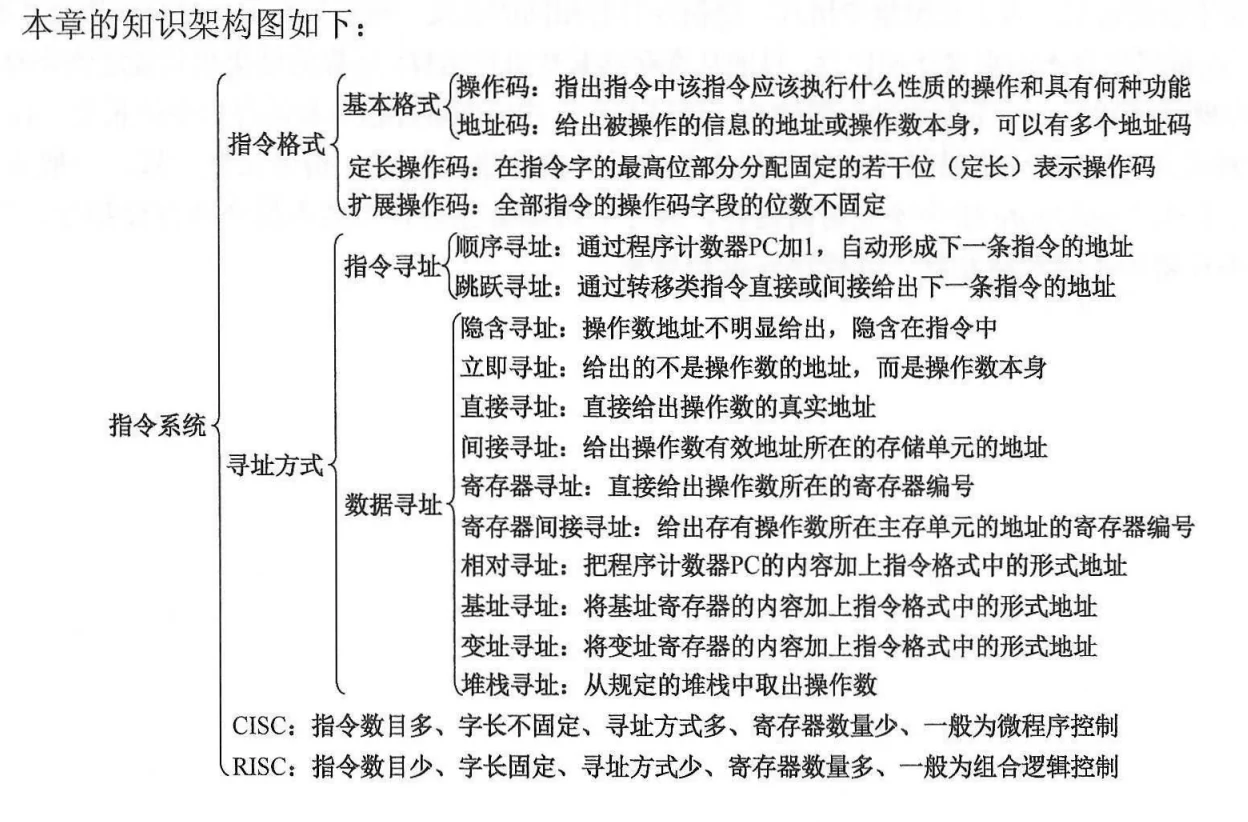 本章的知识架构图如下：
基本格式
操作码：指出指令中该指令应该执行什么性质的操作和具有何种功能
地址码：给出被操作的信息的地址或操作数本身，可以有多个地址码
指令格式
定长操作码：在指令字的最高位部分分配固定的若干位（定长）表示操作码
扩展操作码：全部指令的操作码字段的位数不固定
指令寻址
顺序寻址：通过程序计数器PC加1，自动形成下一条指令的地址
跳跃寻址：通过转移类指令直接或间接给出下一条指令的地址
隐含寻址：操作数地址不明显给出，隐含在指令中
立即寻址：给出的不是操作数的地址，而是操作数本身
直接寻址：直接给出操作数的真实地址
指令系统
间接寻址：给出操作数有效地址所在的存储单元的地址
寻址方式
寄存器寻址：直接给出操作数所在的寄存器编号
数据寻址
寄存器间接寻址：给出存有操作数所在主存单元的地址的寄存器编号
相对寻址：把程序计数器PC的内容加上指令格式中的形式地址
基址寻址：将基址寄存器的内容加上指令格式中的形式地址
变址寻址：将变址寄存器的内容加上指令格式中的形式地址
堆栈寻址：从规定的堆栈中取出操作数
CISC：指令数目多、字长不固定、寻址方式多、寄存器数量少、一般为微程序控制
RISC：指令数目少、字长固定、寻址方式少、寄存器数量多、一般为组合逻辑控制